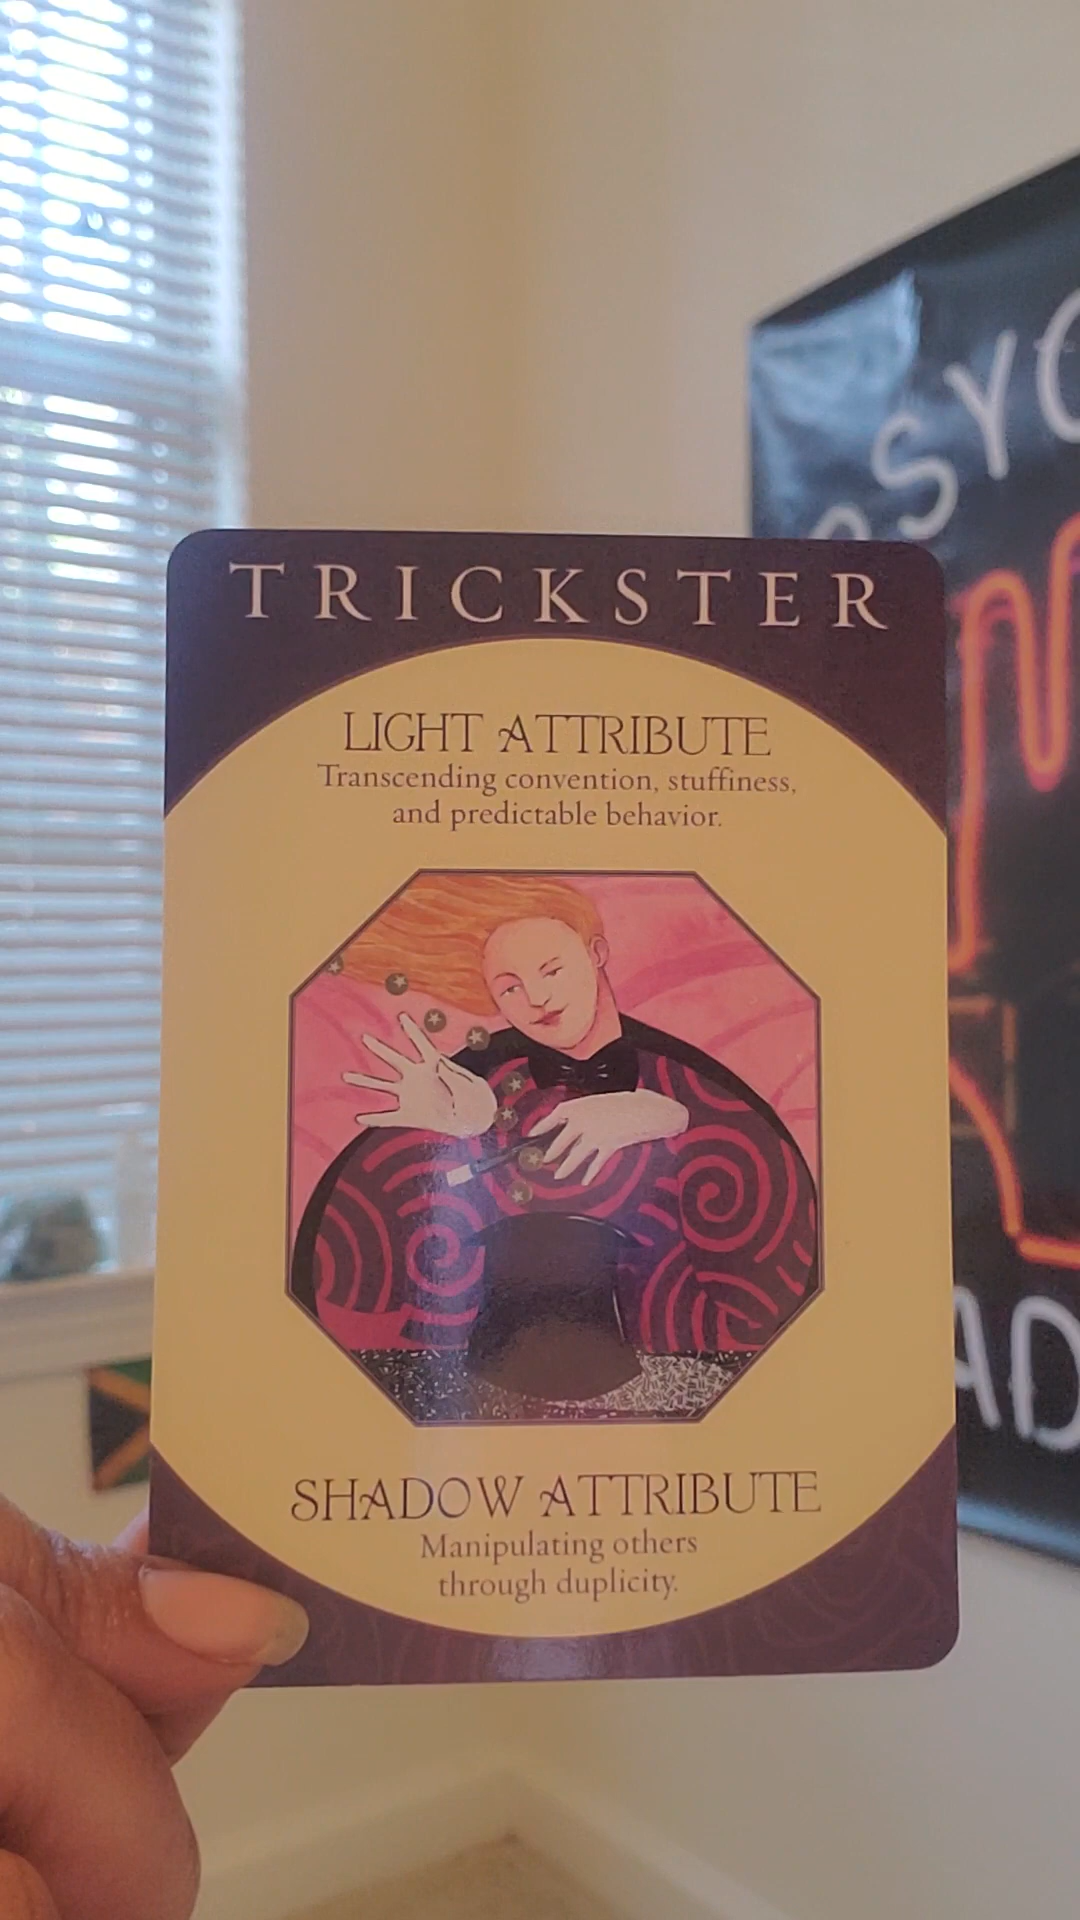 TRICKSTER
LIGHT ATTRIBUTE
Transcending convention, stuffiness,
and predictable behavior.
SHADOW ATTRIBUTE
Manipulating others
through duplicity.